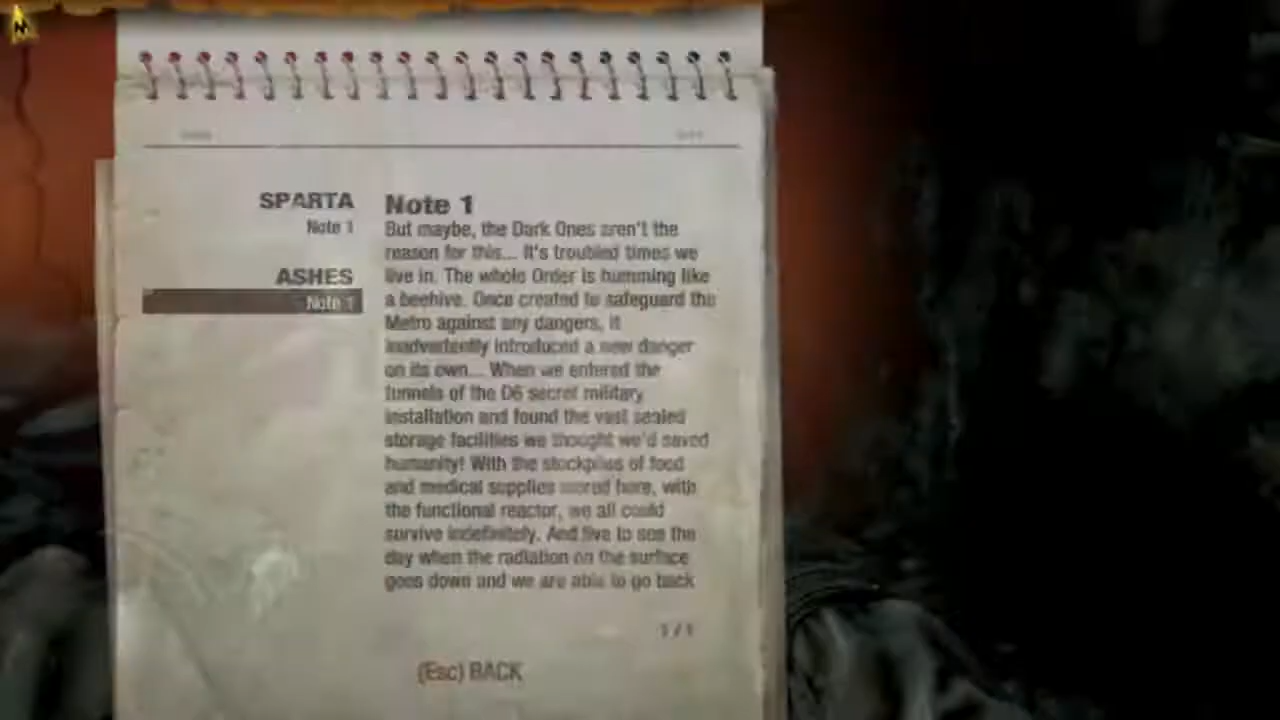 SPARTA
Note 1
ASHES
Note 1
Note 1
But maybe, the Dark Ones aren't the
reason for this... It's troubled times we
live in. The whole Order is humming like
a beehive. Once created to safeguard the
Metro against any dangers, it
inadvertently introduced a new danger
on its own... When we entered the
tunnels of the D6 secret military
installation and found the vast sealed
storage facilities we thought we'd saved
humanity! With the stockpiles of food
and medical supplies stored here, with
the functional reactor, we all could
survive indefinitely. And live to see the
day when the radiation on the surface
goes down and we are able to go back
1 / 1
(Esc) BACK